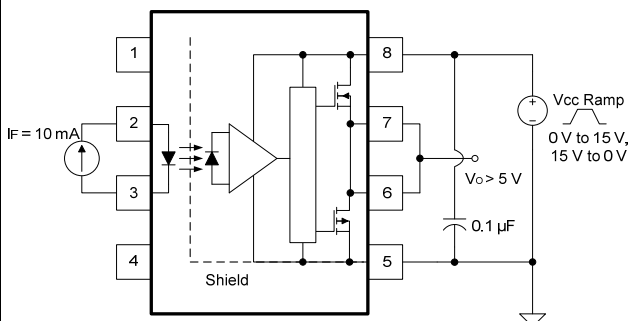 1
8
2
7
IF = 10 mA
Vcc Ramp
0 V to 15 V,
15 V to 0 V
3
6
VO > 5 V
4
5
0.1 µF
Shield